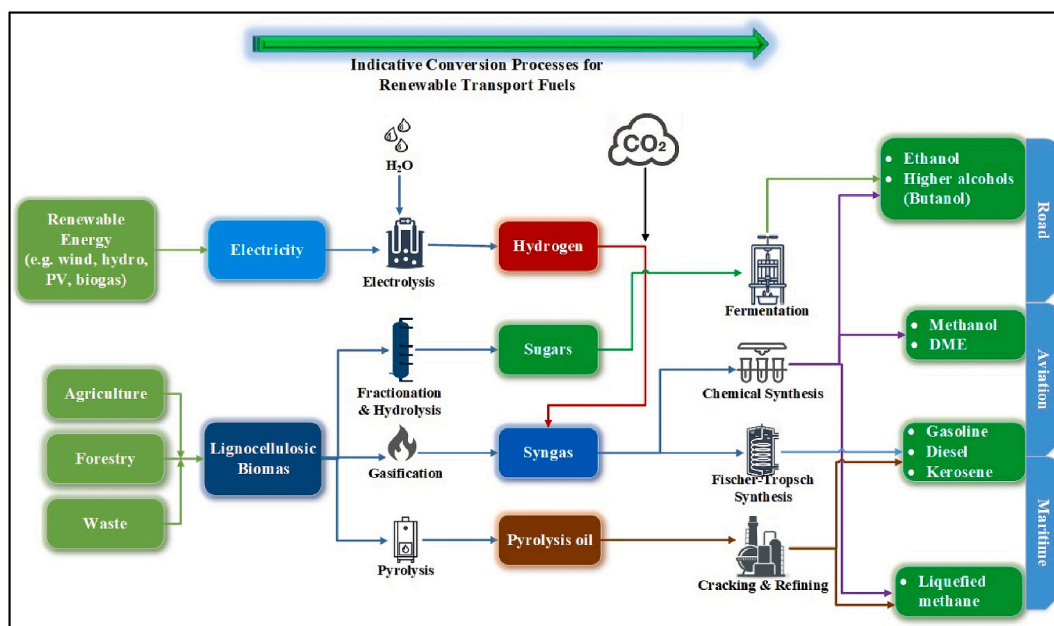 Indicative Conversion Processes for
Renewable Transport Fuels
H₂O
CO₂
Renewable
Energy
(e.g. wind, hydro,
PV, biogas)
Electricity
Electrolysis
Hydrogen
Fermentation
• Ethanol
• Higher alcohols
(Butanol)
Road
Agriculture
Forestry
Waste
Lignocellulosic
Biomas
Fractionation
& Hydrolysis
Sugars
Chemical Synthesis
• Methanol
• DME
Aviation
Gasification
Syngas
Fischer-Tropsch
Synthesis
• Gasoline
• Diesel
• Kerosene
Pyrolysis
Pyrolysis oil
Cracking & Refining
• Liquefied
methane
Maritime